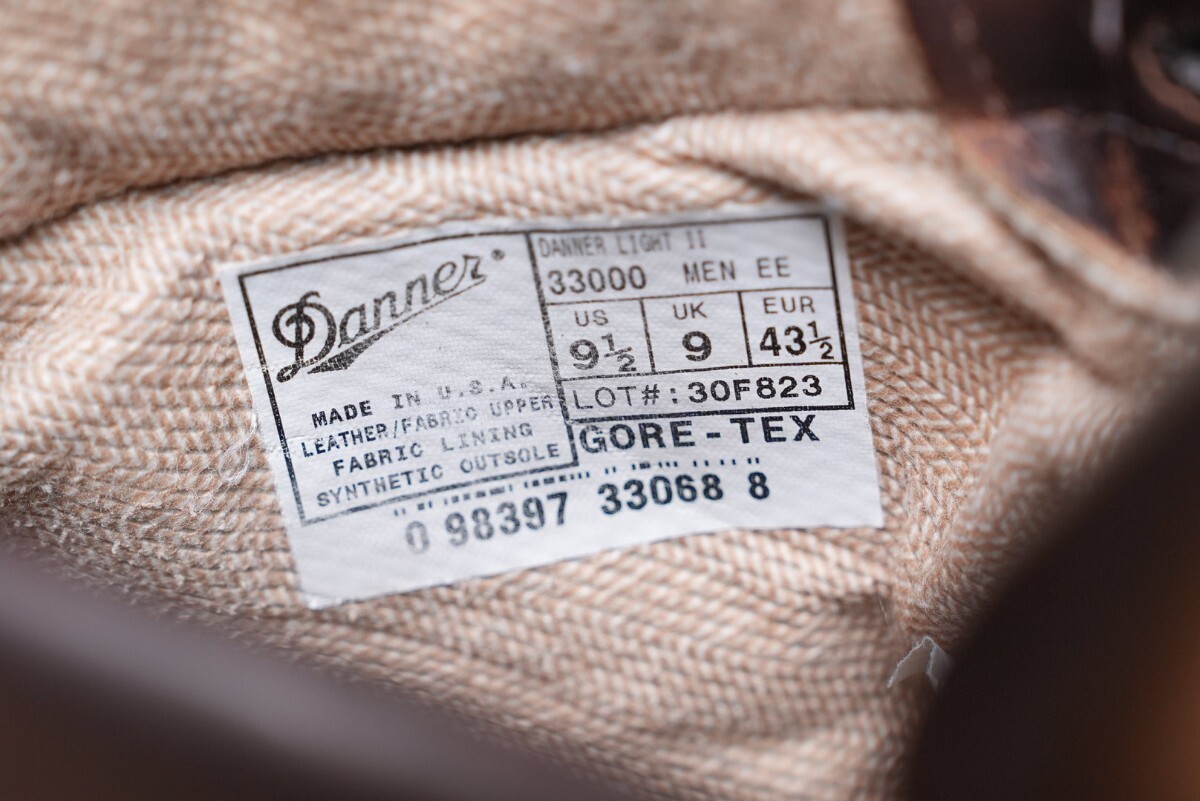 Danner®
MADE IN U.S.A.
LEATHER/FABRIC UPPER
FABRIC LINING
SYNTHETIC OUTSOLE
DANNER LIGHT II
33000 MEN EE
US UK EUR
9½ 9 43½
LOT#:30F823
GORE-TEX
0 98397 33068 8